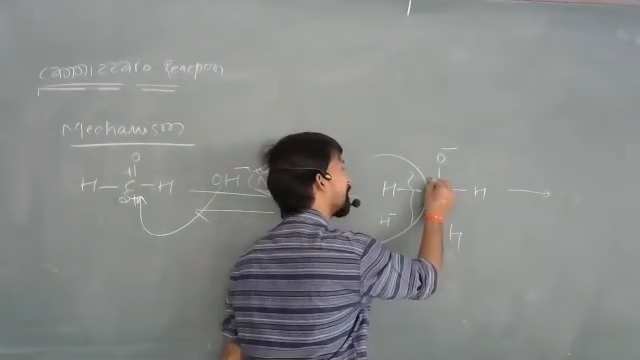 Cannizzaro Reaction
Mechanism
O
H - C - H
OH⁻
O⁻
H
H
H⁻
H